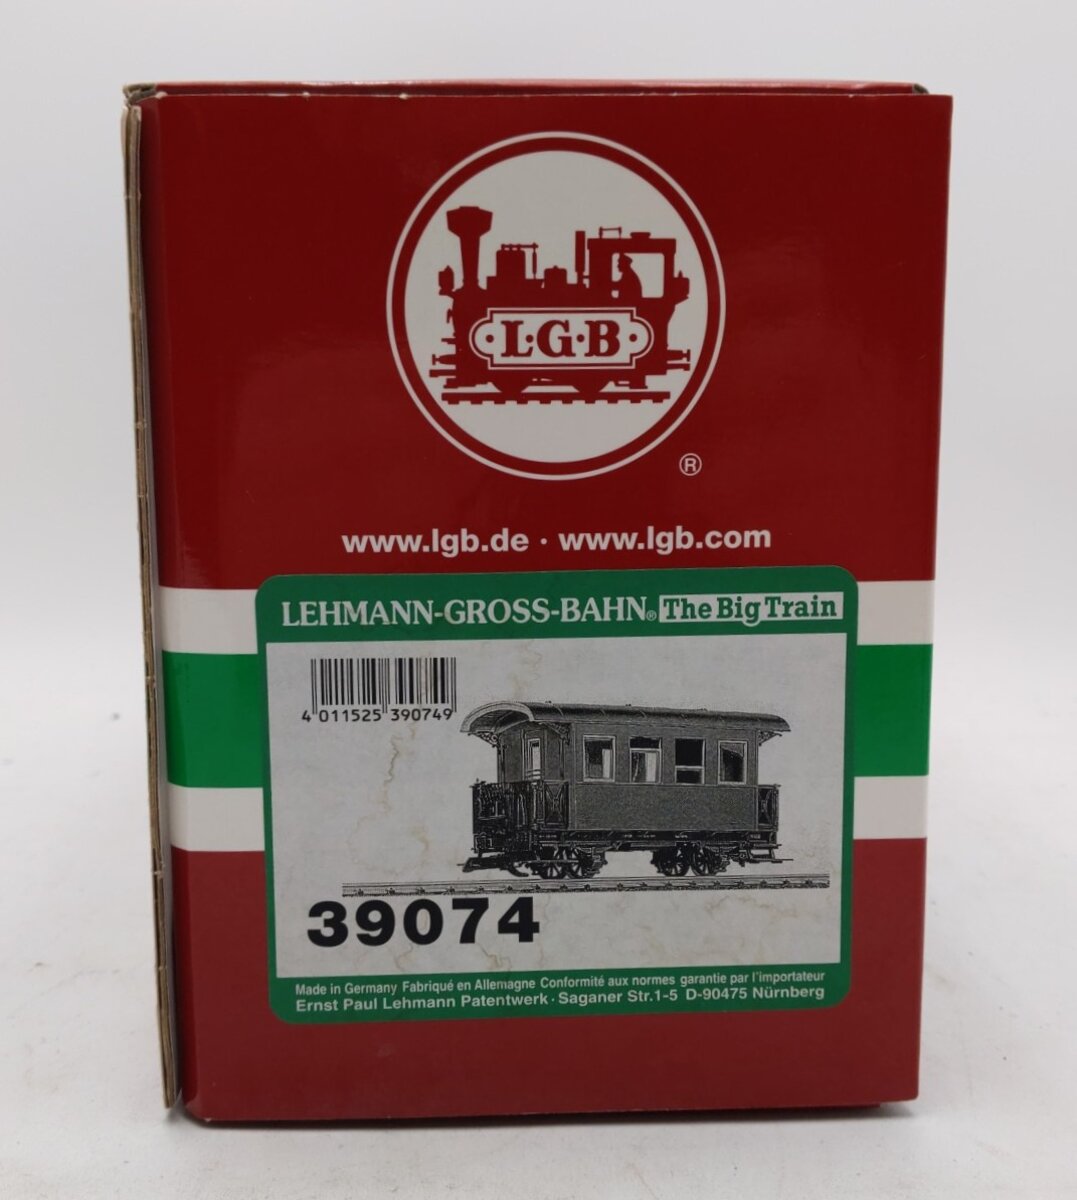 L·G·B
®
www.lgb.de · www.lgb.com
LEHMANN-GROSS-BAHN® The Big Train
4 011525 390749
39074
Made in Germany Fabriqué en Allemagne Conformité aux normes garantie par l'importateur
Ernst Paul Lehmann Patentwerk · Saganer Str.1-5 D-90475 Nürnberg